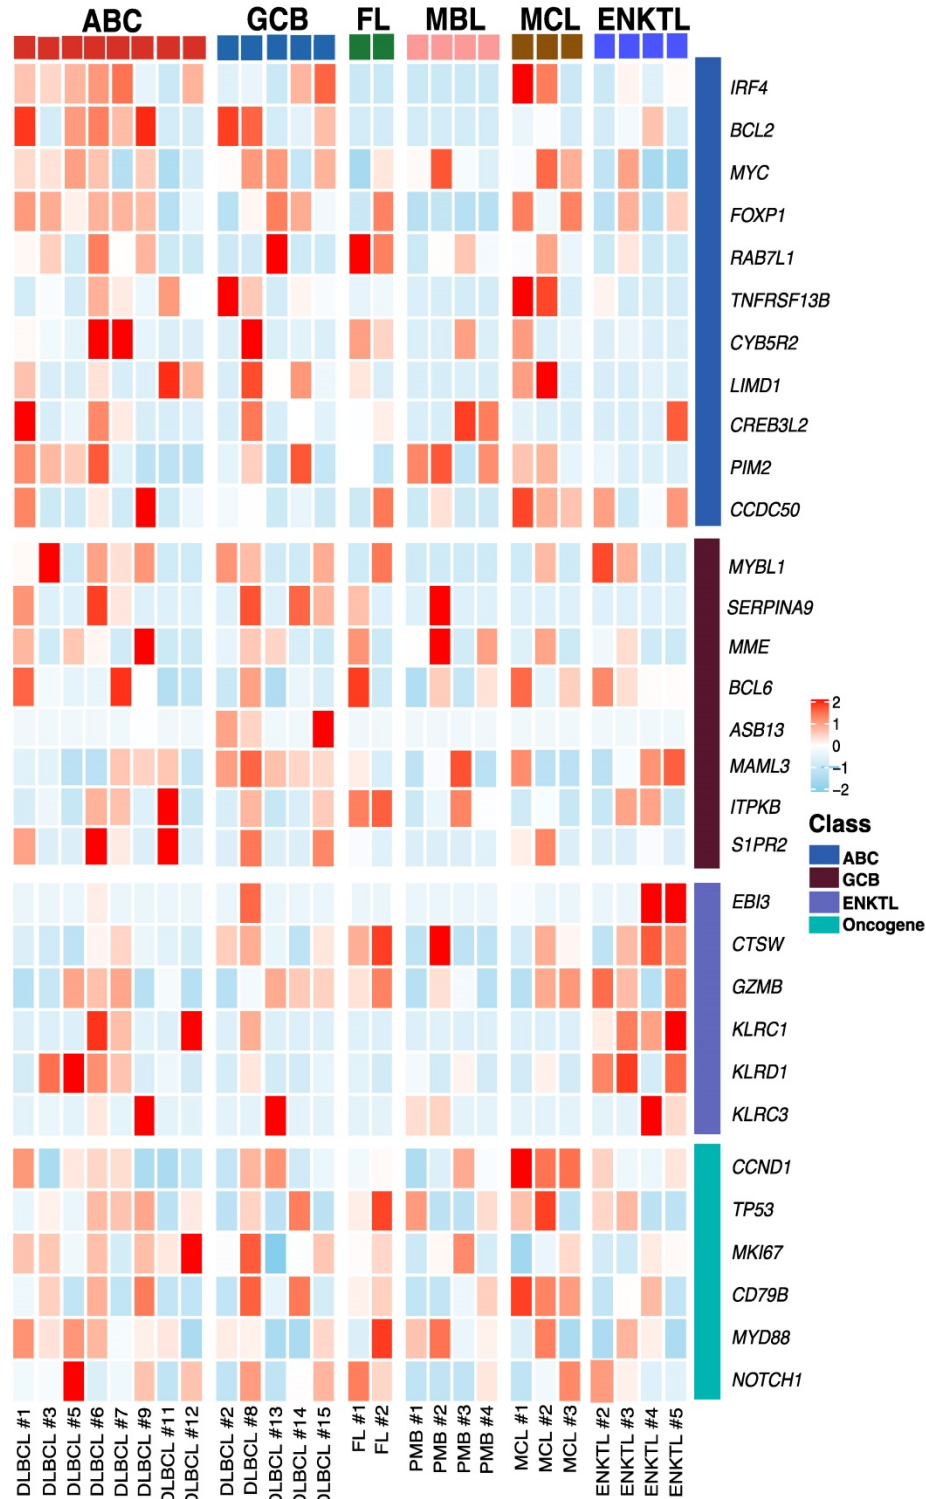 ABC GCB FL MBL MCL ENKTL
IRF4
BCL2
MYC
FOXP1
RAB7L1
TNFRSF13B
CYB5R2
LIMD1
CREB3L2
PIM2
CCDC50
MYBL1
SERPINA9
MME
BCL6
ASB13
MAML3
ITPKB
S1PR2
EBI3
CTSW
GZMB
KLRC1
KLRD1
KLRC3
CCND1
TP53
MKI67
CD79B
MYD88
NOTCH1
2
1
0
−1
−2
Class
ABC
GCB
ENKTL
Oncogene
DLBCL #1
DLBCL #3
DLBCL #5
DLBCL #6
DLBCL #7
DLBCL #9
DLBCL #11
DLBCL #12
DLBCL #2
DLBCL #8
DLBCL #13
DLBCL #14
DLBCL #15
FL #1
FL #2
PMB #1
PMB #2
PMB #3
PMB #4
MCL #1
MCL #2
MCL #3
ENKTL #2
ENKTL #3
ENKTL #4
ENKTL #5